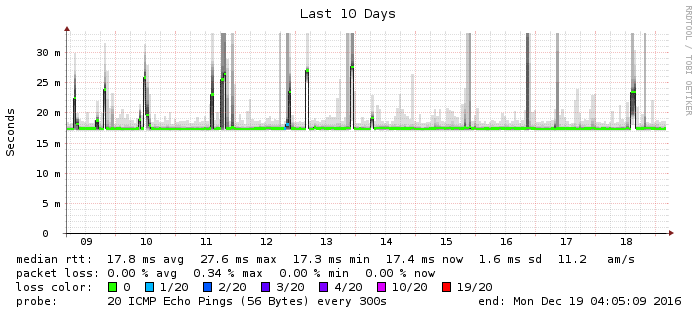 Last 10 Days
RRDTOOL / TOBI OETIKER
Seconds
30 m
25 m
20 m
15 m
10 m
5 m
0
09 10 11 12 13 14 15 16 17 18
median rtt: 17.8 ms avg 27.6 ms max 17.3 ms min 17.4 ms now 1.6 ms sd 11.2 am/s
packet loss: 0.00 % avg 0.34 % max 0.00 % min 0.00 % now
loss color: 0 1/20 2/20 3/20 4/20 10/20 19/20
probe: 20 ICMP Echo Pings (56 Bytes) every 300s end: Mon Dec 19 04:05:09 2016